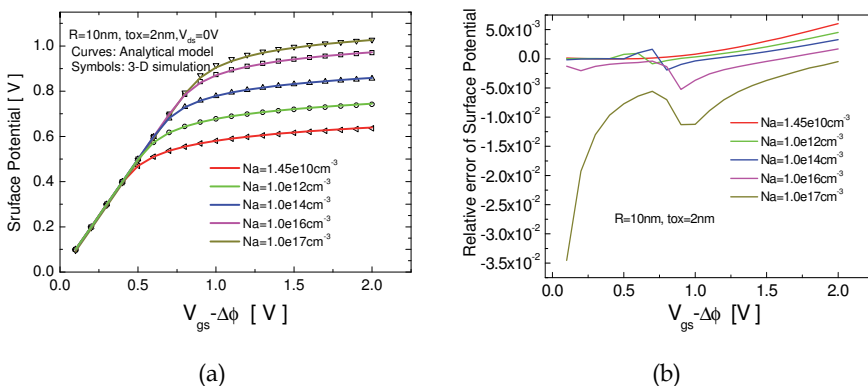 R=10nm, tox=2nm,V_ds=0V
Curves: Analytical model
Symbols: 3-D simulation
1.0
0.8
0.6
0.4
0.2
0.0
Sruface Potential [ V ]
Na=1.45e10cm⁻³
Na=1.0e12cm⁻³
Na=1.0e14cm⁻³
Na=1.0e16cm⁻³
Na=1.0e17cm⁻³
0.0 0.5 1.0 1.5 2.0
V_gs-Δϕ [ V ]
(a)
5.0x10⁻³
0.0
-5.0x10⁻³
-1.0x10⁻²
-1.5x10⁻²
-2.0x10⁻²
-2.5x10⁻²
-3.0x10⁻²
-3.5x10⁻²
Relative error of Surface Potential
Na=1.45e10cm⁻³
Na=1.0e12cm⁻³
Na=1.0e14cm⁻³
Na=1.0e16cm⁻³
Na=1.0e17cm⁻³
R=10nm, tox=2nm
0.0 0.5 1.0 1.5 2.0
V_gs-Δϕ [V]
(b)